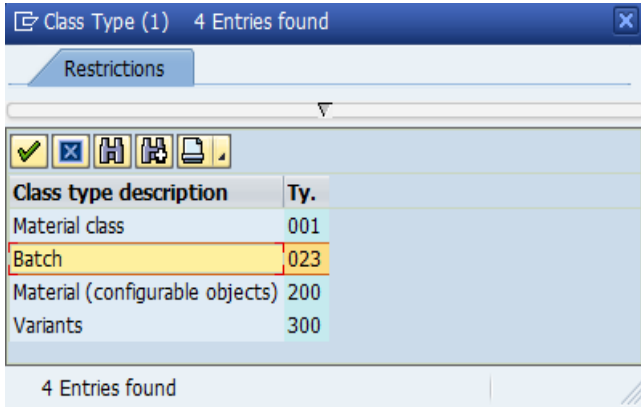 Class Type (1) 4 Entries found
Restrictions
Class type description Ty.
Material class 001
Batch 023
Material (configurable objects) 200
Variants 300
4 Entries found